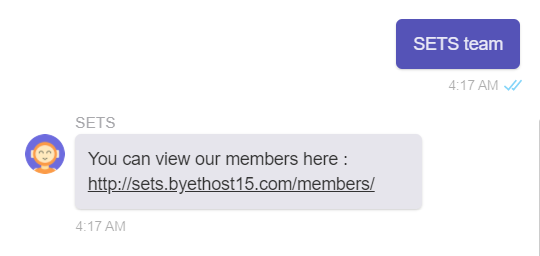 SETS team
4:17 AM
SETS
You can view our members here :
http://sets.byethost15.com/members/
4:17 AM